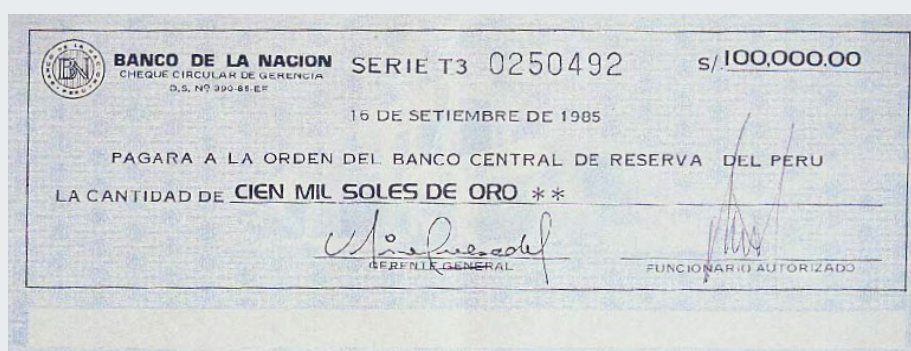 BANCO DE LA NACION
CHEQUE CIRCULAR DE GERENCIA
D.S. Nº 390-85-EF
SERIE T3 0250492
S/. 100,000.00
16 DE SETIEMBRE DE 1985
PAGARA A LA ORDEN DEL BANCO CENTRAL DE RESERVA DEL PERU
LA CANTIDAD DE CIEN MIL SOLES DE ORO **
GERENTE GENERAL
FUNCIONARIO AUTORIZADO
BN